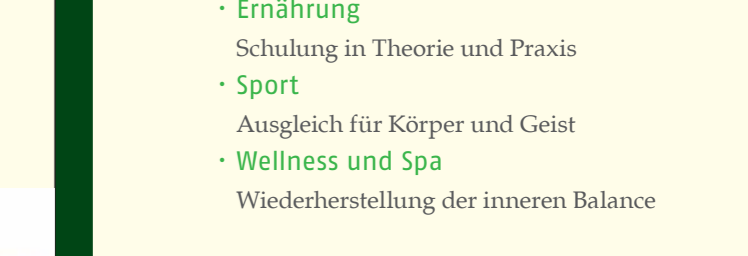 · Ernährung
Schulung in Theorie und Praxis
· Sport
Ausgleich für Körper und Geist
· Wellness und Spa
Wiederherstellung der inneren Balance